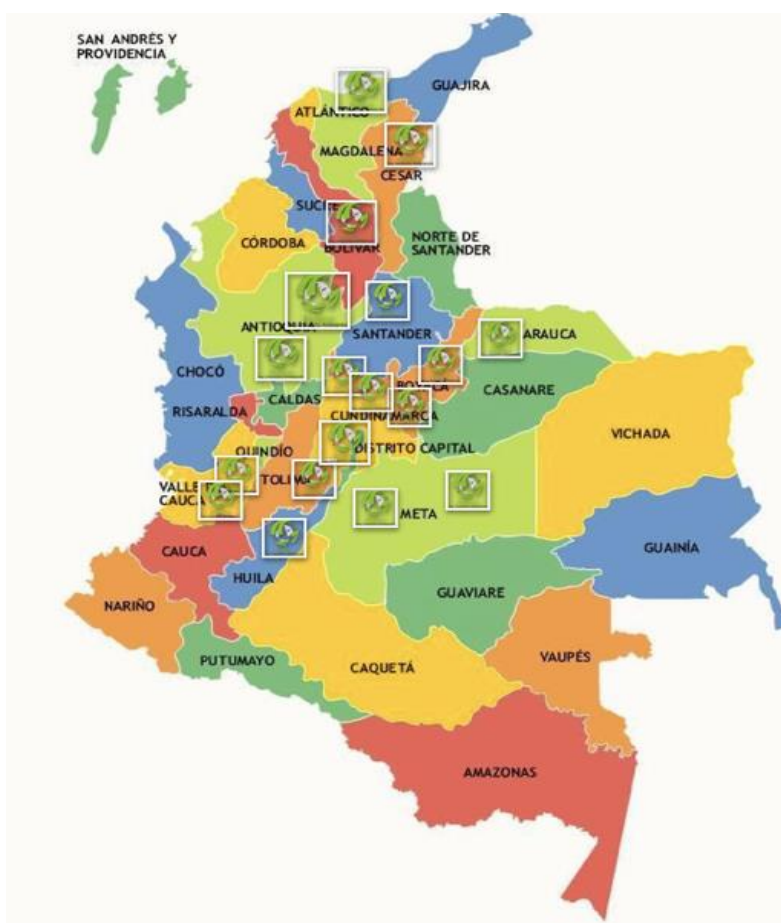 SAN ANDRÉS Y
PROVIDENCIA
GUAJIRA
ATLÁNTICO
MAGDALENA
CESAR
SUCRE
BOLÍVAR
NORTE DE
SANTANDER
CÓRDOBA
ANTIOQUIA
SANTANDER
ARAUCA
CHOCÓ
CALDAS
CASANARE
RISARALDA
CUNDINAMARCA
VICHADA
QUINDÍO
DISTRITO CAPITAL
TOLIMA
VALLE
CAUCA
META
CAUCA
GUAINÍA
HUILA
GUAVIARE
NARIÑO
PUTUMAYO
CAQUETÁ
VAUPÉS
AMAZONAS